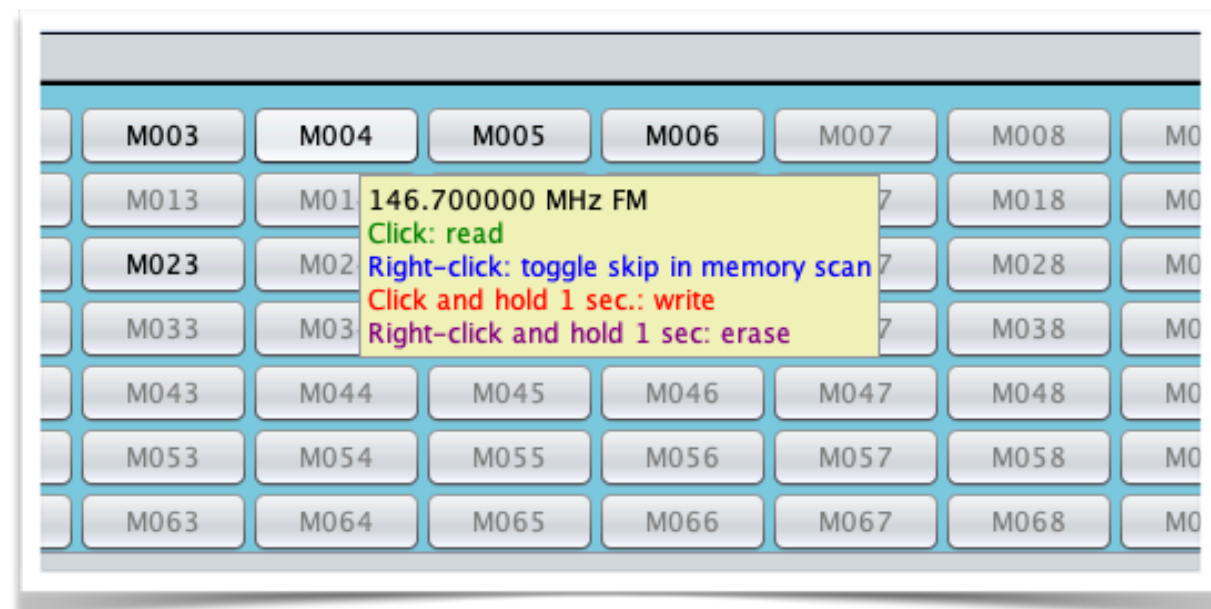 M003 M004 M005 M006 M007 M008
M013 M018
146.700000 MHz FM
Click: read
M023 M028
Right-click: toggle skip in memory scan
Click and hold 1 sec.: write
M033 M038
Right-click and hold 1 sec: erase
M043 M044 M045 M046 M047 M048
M053 M054 M055 M056 M057 M058
M063 M064 M065 M066 M067 M068